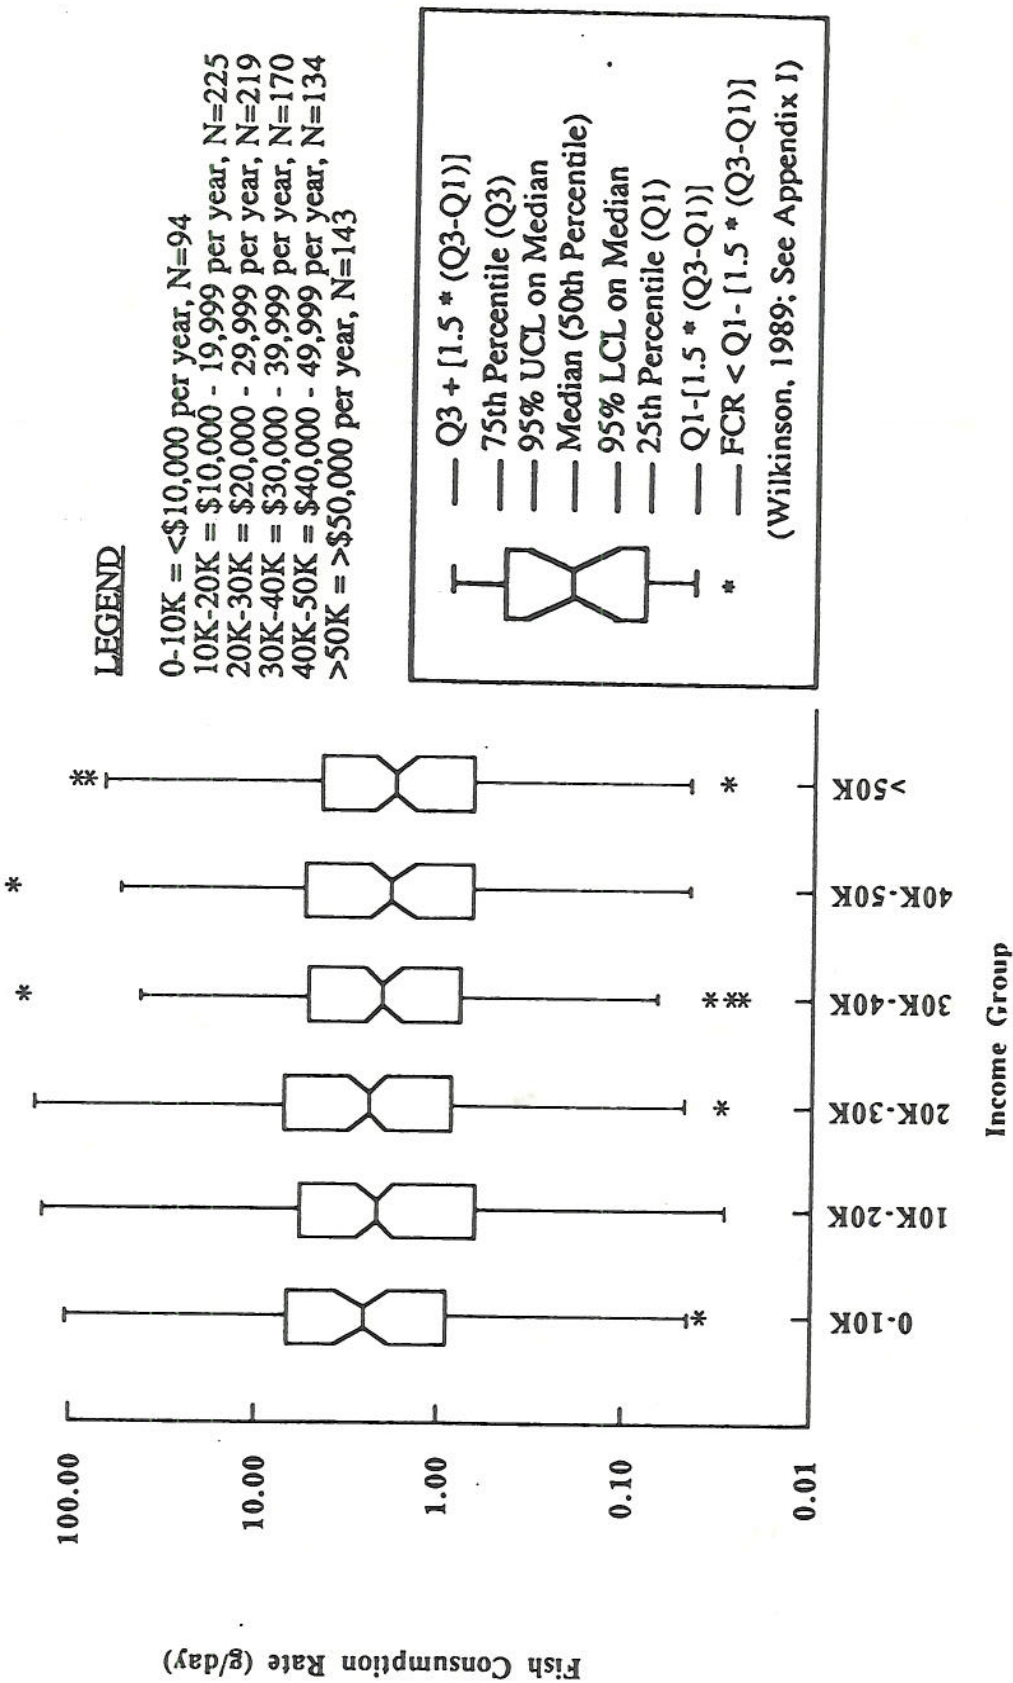 Fish Consumption Rate (g/day)
100.00
10.00
1.00
0.10
0.01
0-10K
10K-20K
20K-30K
30K-40K
40K-50K
>50K
Income Group
LEGEND
0-10K = <$10,000 per year, N=94
10K-20K = $10,000 - 19,999 per year, N=225
20K-30K = $20,000 - 29,999 per year, N=219
30K-40K = $30,000 - 39,999 per year, N=170
40K-50K = $40,000 - 49,999 per year, N=134
>50K = >$50,000 per year, N=143
Q3 + [1.5 * (Q3-Q1)]
75th Percentile (Q3)
95% UCL on Median
Median (50th Percentile)
95% LCL on Median
25th Percentile (Q1)
Q1-[1.5 * (Q3-Q1)]
FCR < Q1- [1.5 * (Q3-Q1)]
(Wilkinson, 1989; See Appendix I)